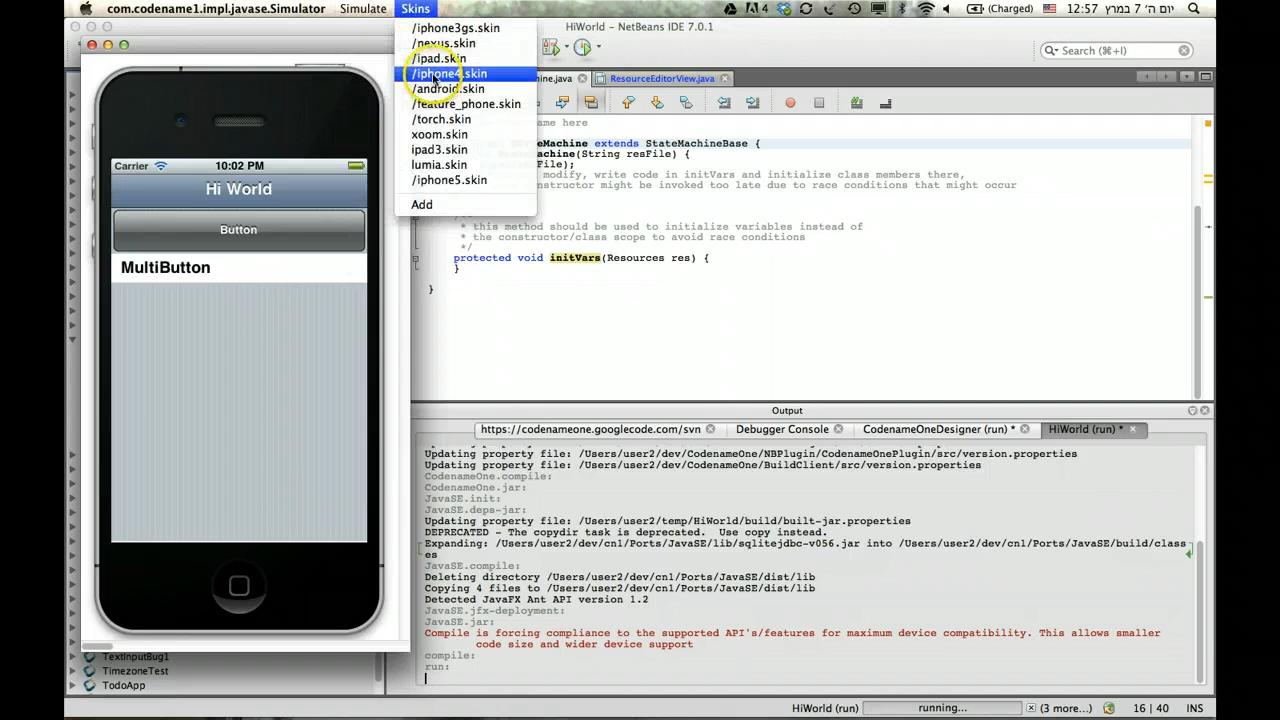 com.codename1.impl.javase.Simulator Simulate Skins
4 (Charged) 12:57 יום ה' 7 במרץ
HiWorld – NetBeans IDE 7.0.1
/iphone3gs.skin
/nexus.skin
/ipad.skin
/iphone4.skin
/android.skin
/feature_phone.skin
/torch.skin
xoom.skin
ipad3.skin
lumia.skin
/iphone5.skin
Add
Search (⌘+I)
ine.java ResourceEditorView.java
Carrier 10:02 PM
Hi World
Button
MultiButton
ame here
Machine extends StateMachineBase {
Machine(String resFile) {
File);
modify, write code in initVars and initialize class members there,
onstructor might be invoked too late due to race conditions that might occur
* this method should be used to initialize variables instead of
* the constructor/class scope to avoid race conditions
*/
protected void initVars(Resources res) {
}
}
Output
https://codenameone.googlecode.com/svn Debugger Console CodenameOneDesigner (run) * HiWorld (run) *
Updating property file: /Users/user2/dev/CodenameOne/NBPlugin/CodenameOnePlugin/src/version.properties
Updating property file: /Users/user2/dev/CodenameOne/BuildClient/src/version.properties
CodenameOne.compile:
CodenameOne.jar:
JavaSE.init:
JavaSE.deps-jar:
Updating property file: /Users/user2/temp/HiWorld/build/built-jar.properties
DEPRECATED - The copydir task is deprecated.  Use copy instead.
Expanding: /Users/user2/dev/cn1/Ports/JavaSE/lib/sqlitejdbc-v056.jar into /Users/user2/dev/cn1/Ports/JavaSE/build/class
es
JavaSE.compile:
Deleting directory /Users/user2/dev/cn1/Ports/JavaSE/dist/lib
Copying 4 files to /Users/user2/dev/cn1/Ports/JavaSE/dist/lib
Detected JavaFX Ant API version 1.2
JavaSE.jfx-deployment:
JavaSE.jar:
Compile is forcing compliance to the supported API's/features for maximum device compatibility. This allows smaller
code size and wider device support
compile:
run:
TextInputBug1
TimezoneTest
TodoApp
HiWorld (run) running... (3 more...) 16 | 40 INS